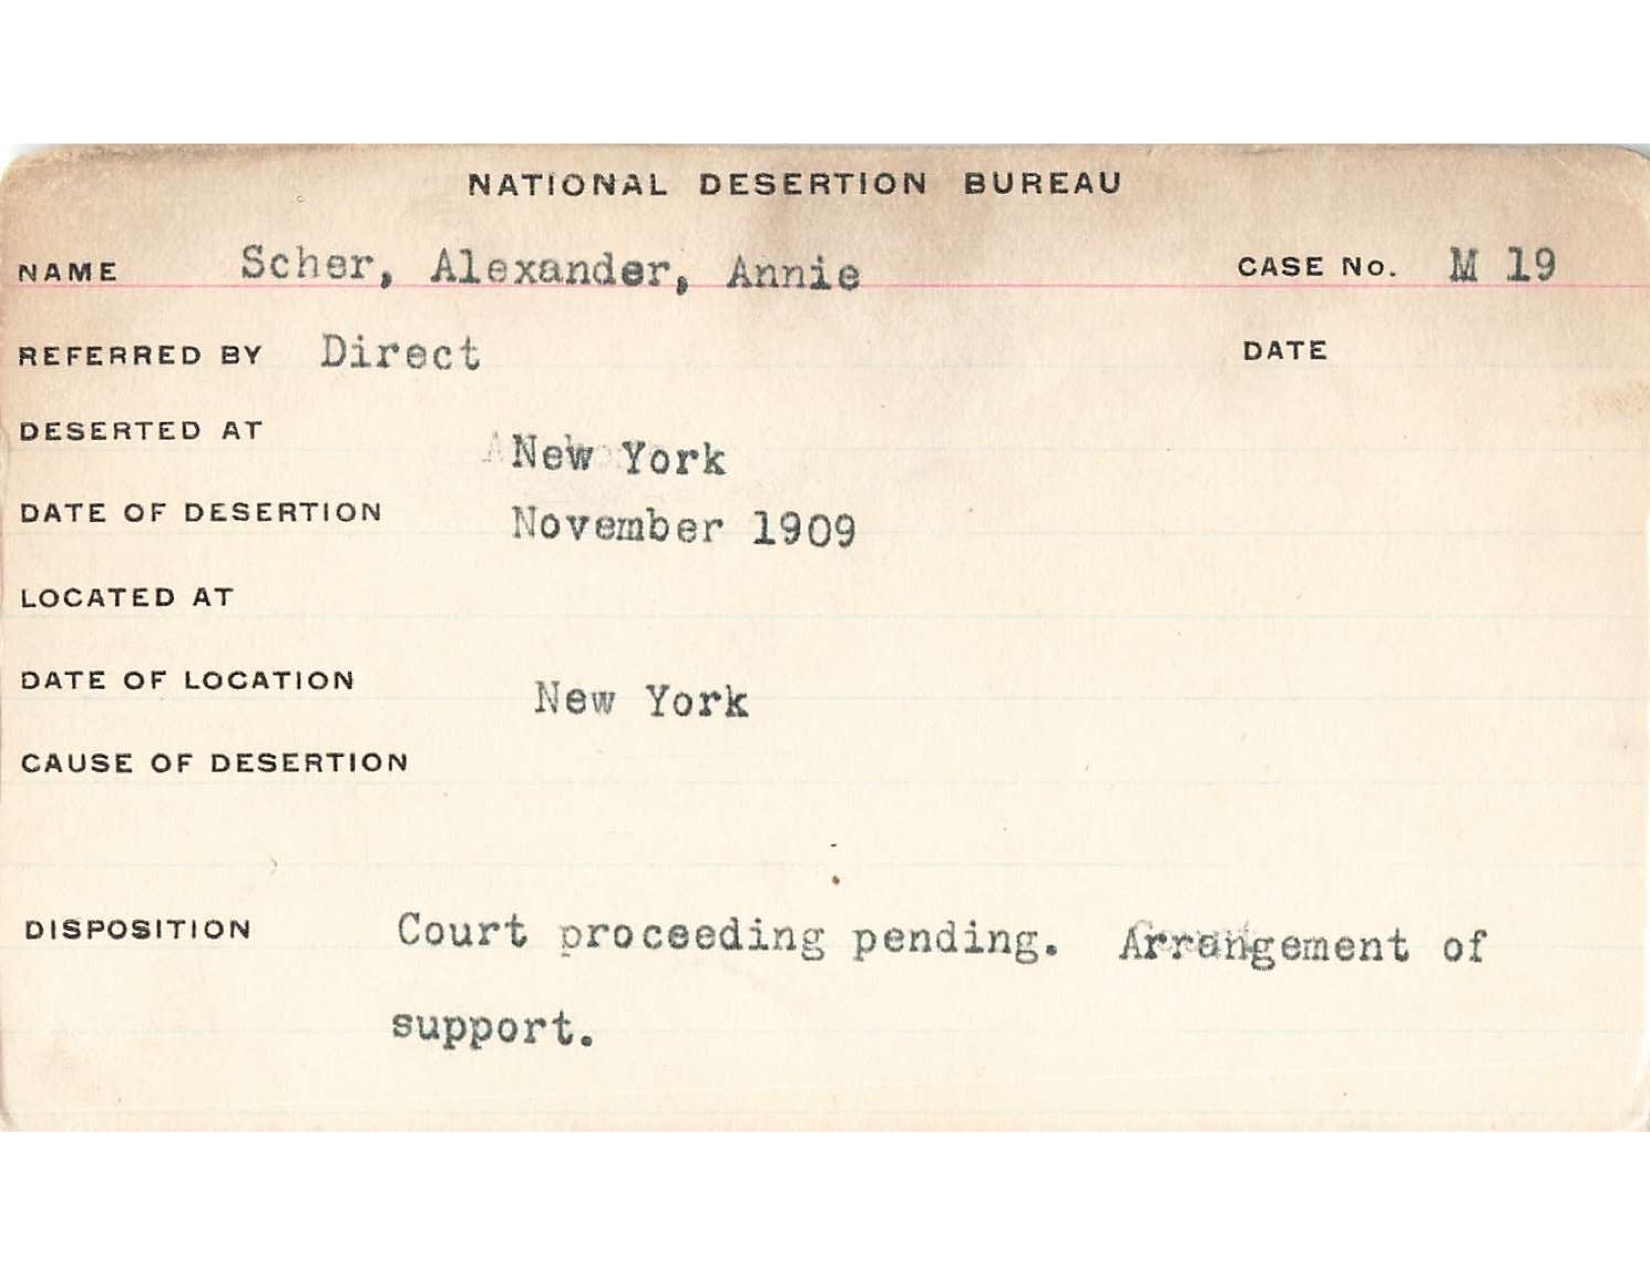 NATIONAL DESERTION BUREAU
NAME Scher, Alexander, Annie CASE No. M 19
REFERRED BY Direct DATE
DESERTED AT New York
DATE OF DESERTION November 1909
LOCATED AT
DATE OF LOCATION New York
CAUSE OF DESERTION
DISPOSITION Court proceeding pending. Arrangement of
support.